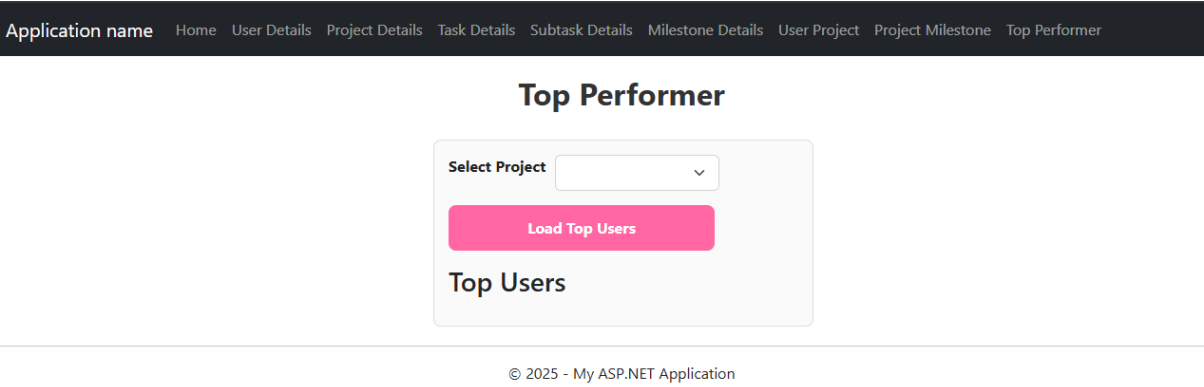 Application name Home User Details Project Details Task Details Subtask Details Milestone Details User Project Project Milestone Top Performer
Top Performer
Select Project
Load Top Users
Top Users
© 2025 - My ASP.NET Application